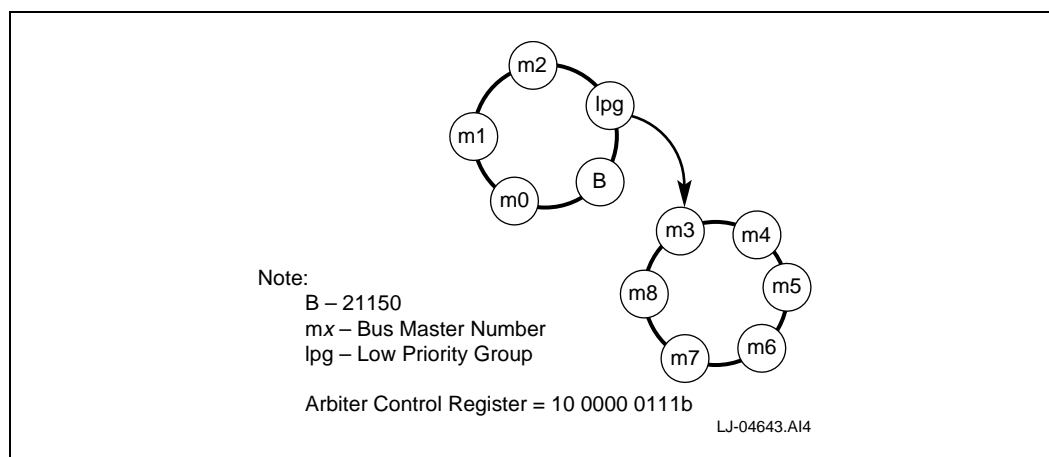 m2
lpg
m1
B
m0
m3
m4
m8
m5
m7
m6
Note:
B – 21150
mx – Bus Master Number
lpg – Low Priority Group
Arbiter Control Register = 10 0000 0111b
LJ-04643.AI4